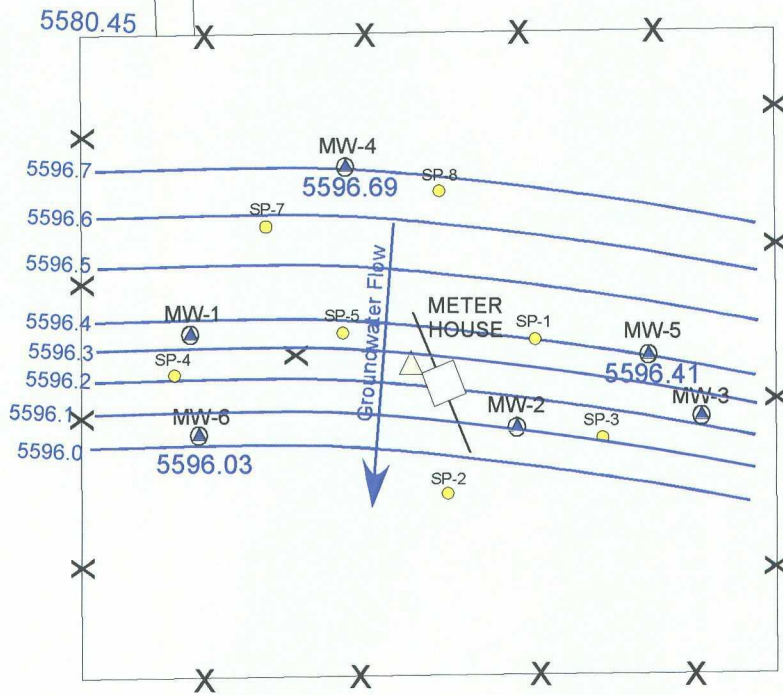 5580.45
MW-4
5596.7
5596.69
SP-8
5596.6
SP-7
5596.5
Groundwater Flow
MW-1
METER
HOUSE
5596.4
SP-5
SP-1
MW-5
5596.3
SP-4
5596.41
5596.2
MW-3
5596.1
MW-6
MW-2
SP-3
5596.0
5596.03
SP-2